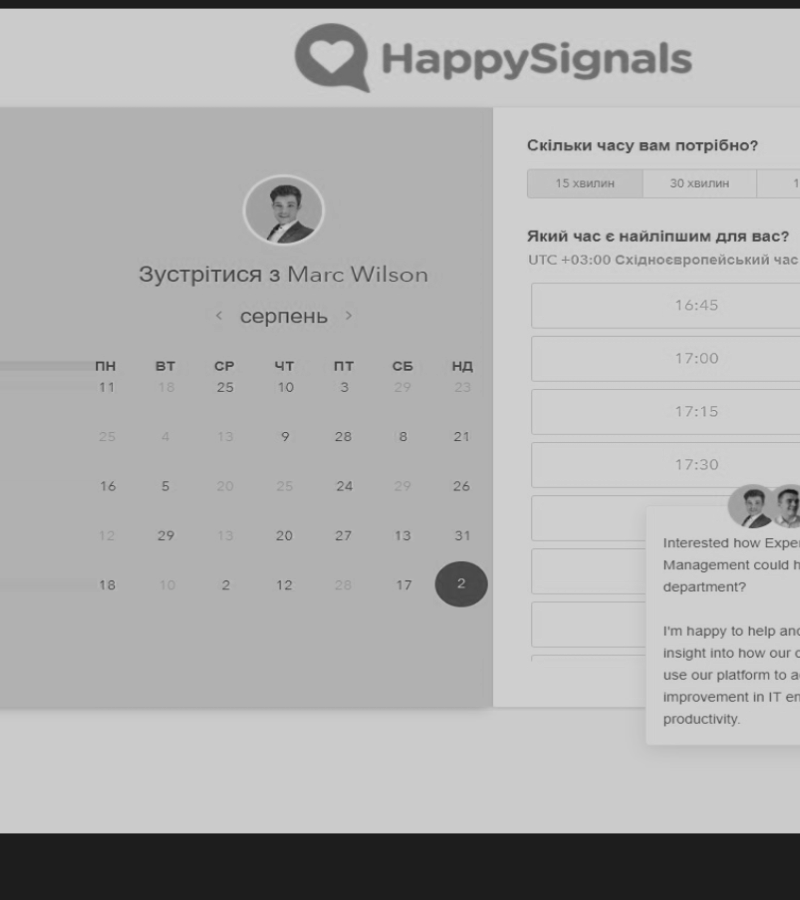 HappySignals
Зустрітися з Marc Wilson
< серпень >
ПН ВТ СР ЧТ ПТ СБ НД
11 18 25 10 3 29 23
25 4 13 9 28 8 21
16 5 20 25 24 29 26
12 29 13 20 27 13 31
18 10 2 12 28 17 2
Скільки часу вам потрібно?
15 хвилин 30 хвилин 1
Який час є найліпшим для вас?
UTC +03:00 Східноєвропейський час
16:45
17:00
17:15
17:30
Interested how Exper
Management could h
department?
I'm happy to help and
insight into how our c
use our platform to a
improvement in IT en
productivity.